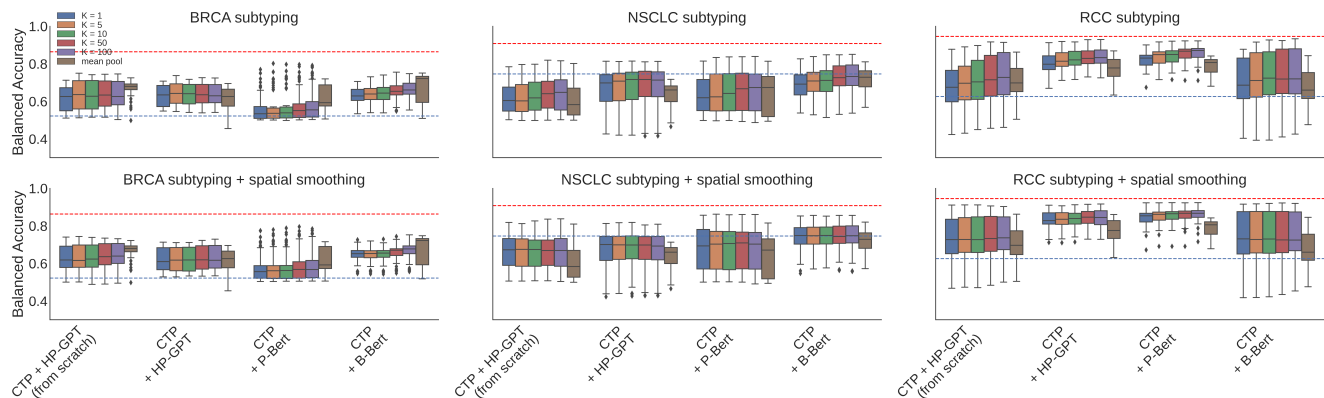 BRCA subtyping
NSCLC subtyping
RCC subtyping
K = 1
K = 5
K = 10
K = 50
K = 100
mean pool
Balanced Accuracy
1.0
0.8
0.6
0.4
BRCA subtyping + spatial smoothing
NSCLC subtyping + spatial smoothing
RCC subtyping + spatial smoothing
Balanced Accuracy
1.0
0.8
0.6
0.4
CTP + HP-GPT
(from scratch)
CTP
+ HP-GPT
CTP
+ P-Bert
CTP
+ B-Bert
CTP + HP-GPT
(from scratch)
CTP
+ HP-GPT
CTP
+ P-Bert
CTP
+ B-Bert
CTP + HP-GPT
(from scratch)
CTP
+ HP-GPT
CTP
+ P-Bert
CTP
+ B-Bert